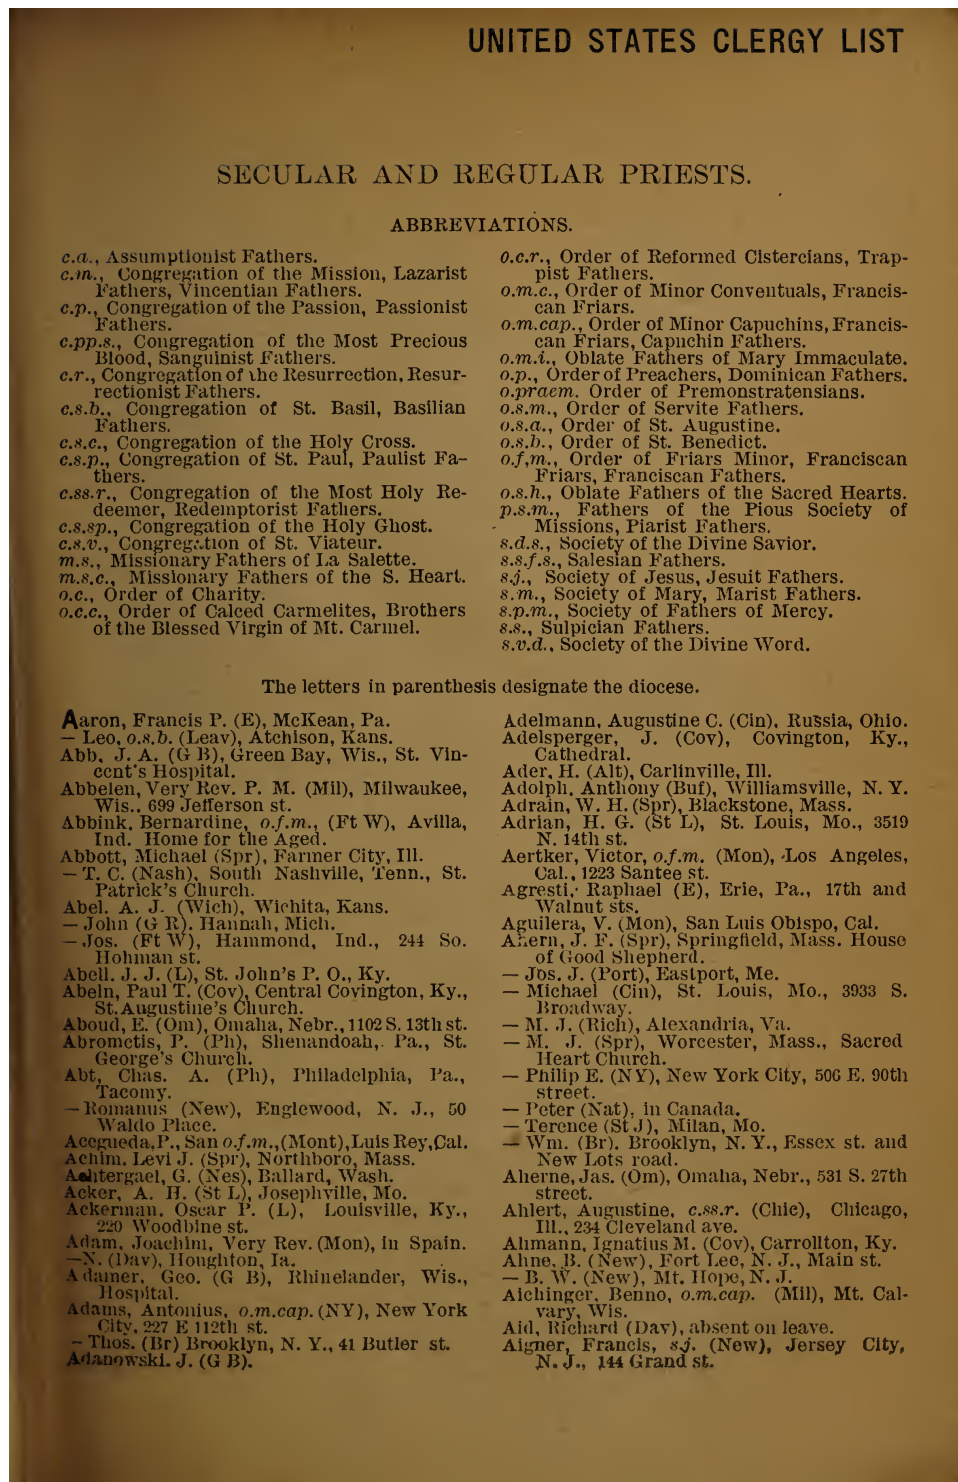 UNITED STATES CLERGY LIST
SECULAR AND REGULAR PRIESTS.
ABBREVIATIONS.
c.a., Assumptionist Fathers.
c.m., Congregation of the Mission, Lazarist
Fathers, Vincentian Fathers.
c.p., Congregation of the Passion, Passionist
Fathers.
c.pp.s., Congregation of the Most Precious
Blood, Sanguinist Fathers.
c.r., Congregation of the Resurrection, Resur-
rectionist Fathers.
c.s.b., Congregation of St. Basil, Basilian
Fathers.
c.s.c., Congregation of the Holy Cross.
c.s.p., Congregation of St. Paul, Paulist Fa-
thers.
c.ss.r., Congregation of the Most Holy Re-
deemer, Redemptorist Fathers.
c.s.sp., Congregation of the Holy Ghost.
c.s.v., Congregation of St. Viateur.
m.s., Missionary Fathers of La Salette.
m.s.c., Missionary Fathers of the S. Heart.
o.c., Order of Charity.
o.c.c., Order of Calced Carmelites, Brothers
of the Blessed Virgin of Mt. Carmel.
o.c.r., Order of Reformed Cistercians, Trap-
pist Fathers.
o.m.c., Order of Minor Conventuals, Francis-
can Friars.
o.m.cap., Order of Minor Capuchins, Francis-
can Friars, Capuchin Fathers.
o.m.i., Oblate Fathers of Mary Immaculate.
o.p., Order of Preachers, Dominican Fathers.
o.praem. Order of Premonstratensians.
o.s.m., Order of Servite Fathers.
o.s.a., Order of St. Augustine.
o.s.b., Order of St. Benedict.
o.f,m., Order of Friars Minor, Franciscan
Friars, Franciscan Fathers.
o.s.h., Oblate Fathers of the Sacred Hearts.
p.s.m., Fathers of the Pious Society of
Missions, Piarist Fathers.
s.d.s., Society of the Divine Savior.
s.s.f.s., Salesian Fathers.
s.j., Society of Jesus, Jesuit Fathers.
s.m., Society of Mary, Marist Fathers.
s.p.m., Society of Fathers of Mercy.
s.s., Sulpician Fathers.
s.v.d., Society of the Divine Word.
The letters in parenthesis designate the diocese.
Aaron, Francis P. (E), McKean, Pa.
— Leo, o.s.b. (Leav), Atchison, Kans.
Abb, J. A. (G B), Green Bay, Wis., St. Vin-
cent's Hospital.
Abbelen, Very Rev. P. M. (Mil), Milwaukee,
Wis., 699 Jefferson st.
Abbink, Bernardine, o.f.m., (Ft W), Avilla,
Ind. Home for the Aged.
Abbott, Michael (Spr), Farmer City, Ill.
— T. C. (Nash), South Nashville, Tenn., St.
Patrick's Church.
Abel, A. J. (Wich), Wichita, Kans.
— John (G R). Hannah, Mich.
— Jos. (Ft W), Hammond, Ind., 244 So.
Hohman st.
Abell, J. J. (L), St. John's P. O., Ky.
Abeln, Paul T. (Cov), Central Covington, Ky.,
St. Augustine's Church.
Aboud, E. (Om), Omaha, Nebr., 1102 S. 13th st.
Abromctis, P. (Ph), Shenandoah, Pa., St.
George's Church.
Abt, Chas. A. (Ph), Philadelphia, Pa.,
Tacomy.
— Romanus (New), Englewood, N. J., 50
Waldo Place.
Acegueda, P., San o.f.m., (Mont), Luis Rey, Cal.
Achim, Levi J. (Spr), Northboro, Mass.
Achtergael, G. (Nes), Ballard, Wash.
Acker, A. H. (St L), Josephville, Mo.
Ackerman, Oscar P. (L), Louisville, Ky.,
220 Woodbine st.
Adam, Joachim, Very Rev. (Mon), in Spain.
—N. (Dav), Houghton, Ia.
Adamer, Geo. (G B), Rhinelander, Wis.,
Hospital.
Adams, Antonius, o.m.cap. (NY), New York
City, 227 E 112th st.
— Thos. (Br) Brooklyn, N. Y., 41 Butler st.
Adanowski, J. (G B).
Adelmann, Augustine C. (Cin), Russia, Ohio.
Adelsperger, J. (Cov), Covington, Ky.,
Cathedral.
Ader, H. (Alt), Carlinville, Ill.
Adolph, Anthony (Buf), Williamsville, N. Y.
Adrain, W. H. (Spr), Blackstone, Mass.
Adrian, H. G. (St L), St. Louis, Mo., 3519
N. 14th st.
Aertker, Victor, o.f.m. (Mon), Los Angeles,
Cal., 1223 Santee st.
Agresti, Raphael (E), Erie, Pa., 17th and
Walnut sts.
Aguilera, V. (Mon), San Luis Obispo, Cal.
Ahern, J. F. (Spr), Springfield, Mass. House
of Good Shepherd.
— Jos. J. (Port), Eastport, Me.
— Michael (Cin), St. Louis, Mo., 3933 S.
Broadway.
— M. J. (Rich), Alexandria, Va.
— M. J. (Spr), Worcester, Mass., Sacred
Heart Church.
— Philip E. (NY), New York City, 506 E. 90th
street.
— Peter (Nat), in Canada.
— Terence (St J), Milan, Mo.
— Wm. (Br), Brooklyn, N. Y., Essex st. and
New Lots road.
Aherne, Jas. (Om), Omaha, Nebr., 531 S. 27th
street.
Ahlert, Augustine, c.ss.r. (Chic), Chicago,
Ill., 234 Cleveland ave.
Ahmann, Ignatius M. (Cov), Carrollton, Ky.
Ahne, B. (New), Fort Lee, N. J., Main st.
— B. W. (New), Mt. Hope, N. J.
Aichinger, Benno, o.m.cap. (Mil), Mt. Cal-
vary, Wis.
Aid, Richard (Dav), absent on leave.
Aigner, Francis, s.j. (New), Jersey City,
N. J., 144 Grand st.